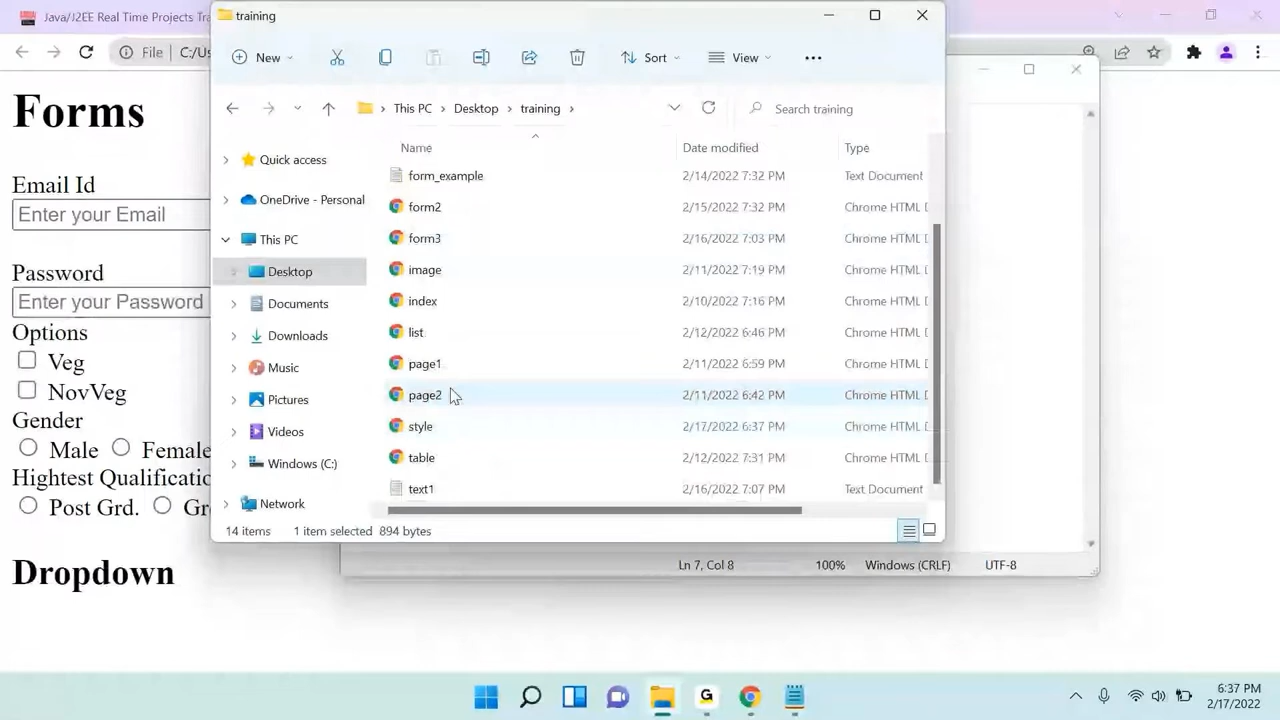 Java/J2EE Real Time Projects Tra
training
File
C:/Us
New
Sort
View
This PC
Desktop
training
Search training
Forms
Email Id
Enter your Email
Password
Enter your Password
Options
Veg
NovVeg
Gender
Male
Female
Hightest Qualificatio
Post Grd.
Gr
Dropdown
Quick access
OneDrive - Personal
This PC
Desktop
Documents
Downloads
Music
Pictures
Videos
Windows (C:)
Network
Name Date modified Type
form_example 2/14/2022 7:32 PM Text Document
form2 2/15/2022 7:32 PM Chrome HTML D
form3 2/16/2022 7:03 PM Chrome HTML D
image 2/11/2022 7:19 PM Chrome HTML D
index 2/10/2022 7:16 PM Chrome HTML D
list 2/12/2022 6:46 PM Chrome HTML D
page1 2/11/2022 6:59 PM Chrome HTML D
page2 2/11/2022 6:42 PM Chrome HTML D
style 2/17/2022 6:37 PM Chrome HTML D
table 2/12/2022 7:31 PM Chrome HTML D
text1 2/16/2022 7:07 PM Text Document
14 items 1 item selected 894 bytes
Ln 7, Col 8 100% Windows (CRLF) UTF-8
6:37 PM
2/17/2022